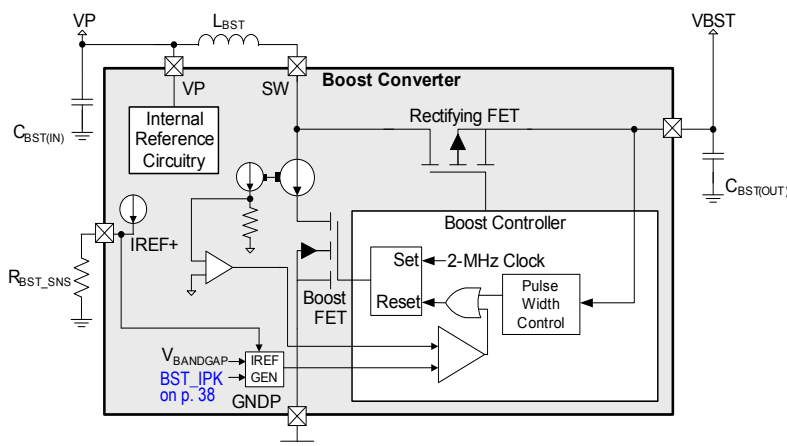 VP
LBST
VBST
Boost Converter
VP
SW
CBST(IN)
Internal
Reference
Circuitry
Rectifying FET
CBST(OUT)
Boost Controller
IREF+
Set
2-MHz Clock
RBST_SNS
Reset
Pulse
Width
Control
Boost
FET
VBANDGAP
IREF
GEN
BST_IPK
on p. 38
GNDP